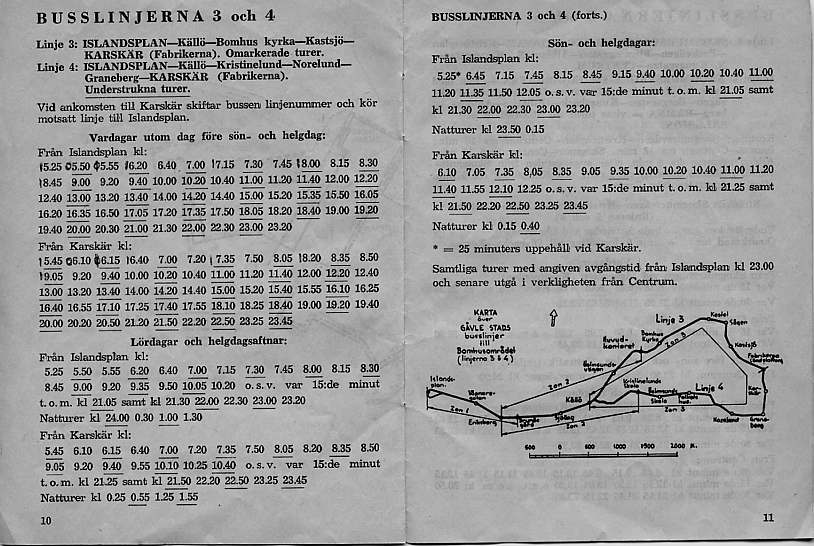 BUSSLINJERNA 3 och 4
Linje 3: ISLANDSPLAN—Källö—Bomhus kyrka—Kastsjö—
KARSKÄR (Fabrikerna). Omarkerade turer.
Linje 4: ISLANDSPLAN—Källö—Kristinelund—Norelund—
Graneberg—KARSKÄR (Fabrikerna).
Understrukna turer.
Vid ankomsten till Karskär skiftar bussen linjenummer och kör
motsatt linje till Islandsplan.
Vardagar utom dag före sön- och helgdag:
Från Islandsplan kl:
5.25 5.50 5.55 6.20 6.40 7.00 7.15 7.30 7.45 8.00 8.15 8.30
8.45 9.00 9.20 9.40 10.00 10.20 10.40 11.00 11.20 11.40 12.00 12.20
12.40 13.00 13.20 13.40 14.00 14.20 14.40 15.00 15.20 15.35 15.50 16.05
16.20 16.35 16.50 17.05 17.20 17.35 17.50 18.05 18.20 18.40 19.00 19.20
19.40 20.00 20.30 21.00 21.30 22.00 22.30 23.00 23.20
Från Karskär kl:
5.45 6.10 6.15 6.40 7.00 7.20 7.35 7.50 8.05 8.20 8.35 8.50
9.05 9.20 9.40 10.00 10.20 10.40 11.00 11.20 11.40 12.00 12.20 12.40
13.00 13.20 13.40 14.00 14.20 14.40 15.00 15.20 15.40 15.55 16.10 16.25
16.40 16.55 17.10 17.25 17.40 17.55 18.10 18.25 18.40 19.00 19.20 19.40
20.00 20.20 20.50 21.20 21.50 22.20 22.50 23.25 23.45
Lördagar och helgdagsaftnar:
Från Islandsplan kl:
5.25 5.50 5.55 6.20 6.40 7.00 7.15 7.30 7.45 8.00 8.15 8.30
8.45 9.00 9.20 9.35 9.50 10.05 10.20 o. s. v. var 15:de minut
t. o. m. kl 21.05 samt kl 21.30 22.00 22.30 23.00 23.20
Natturer kl 24.00 0.30 1.00 1.30
Från Karskär kl:
5.45 6.10 6.15 6.40 7.00 7.20 7.35 7.50 8.05 8.20 8.35 8.50
9.05 9.20 9.40 9.55 10.10 10.25 10.40 o. s. v. var 15:de minut
t. o. m. kl 21.25 samt kl 21.50 22.20 22.50 23.25 23.45
Natturer kl 0.25 0.55 1.25 1.55
10
BUSSLINJERNA 3 och 4 (forts.)
Sön- och helgdagar:
Från Islandsplan kl:
5.25* 6.45 7.15 7.45 8.15 8.45 9.15 9.40 10.00 10.20 10.40 11.00
11.20 11.35 11.50 12.05 o. s. v. var 15:de minut t. o. m. kl 21.05 samt
kl 21.30 22.00 22.30 23.00 23.20
Natturer kl 23.50 0.15
Från Karskär kl:
6.10 7.05 7.35 8,05 8.35 9.05 9.35 10.00 10.20 10.40 11.00 11.20
11.40 11.55 12.10 12.25 o. s. v. var 15:de minut t. o. m. kl 21.25 samt
kl 21.50 22.20 22.50 23.25 23.45
Natturer kl 0.15 0.40
* = 25 minuters uppehåll vid Karskär.
Samtliga turer med angiven avgångstid från Islandsplan kl 23.00
och senare utgå i verkligheten från Centrum.
KARTA
över
GÄVLE STADS
busslinjer
till
Bomhusområdet
(linjerna 3 & 4)
Linje 3
Kastet
Bomhus
Kyrka
Huvud-
kontoret
Zon 3
Kastsjö
Fabrikerna
Zon 2
Islands-
plan.
Kristinelunds
Skola
Linje 4
Källö
Skola
Zon 1
Zon 2
Zon 3
Grane-
berg
500 0 500 1000 1500 2000 M.
11